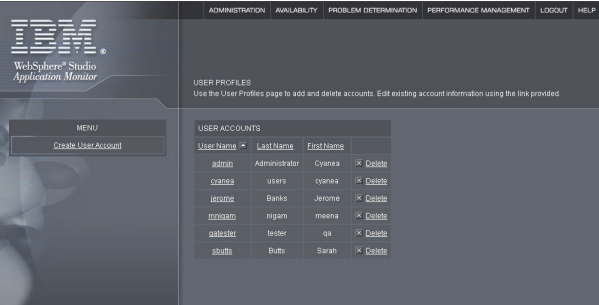 ADMINISTRATION AVAILABILITY PROBLEM DETERMINATION PERFORMANCE MANAGEMENT LOGOUT HELP
IBM®
WebSphere® Studio
Application Monitor
USER PROFILES
Use the User Profiles page to add and delete accounts. Edit existing account information using the link provided.
MENU
Create User Account
USER ACCOUNTS
User Name Last Name First Name
admin Administrator Cyanea Delete
cyanea users cyanea Delete
jerome Banks Jerome Delete
mnigam nigam meena Delete
qatester tester qa Delete
sbutts Butts Sarah Delete